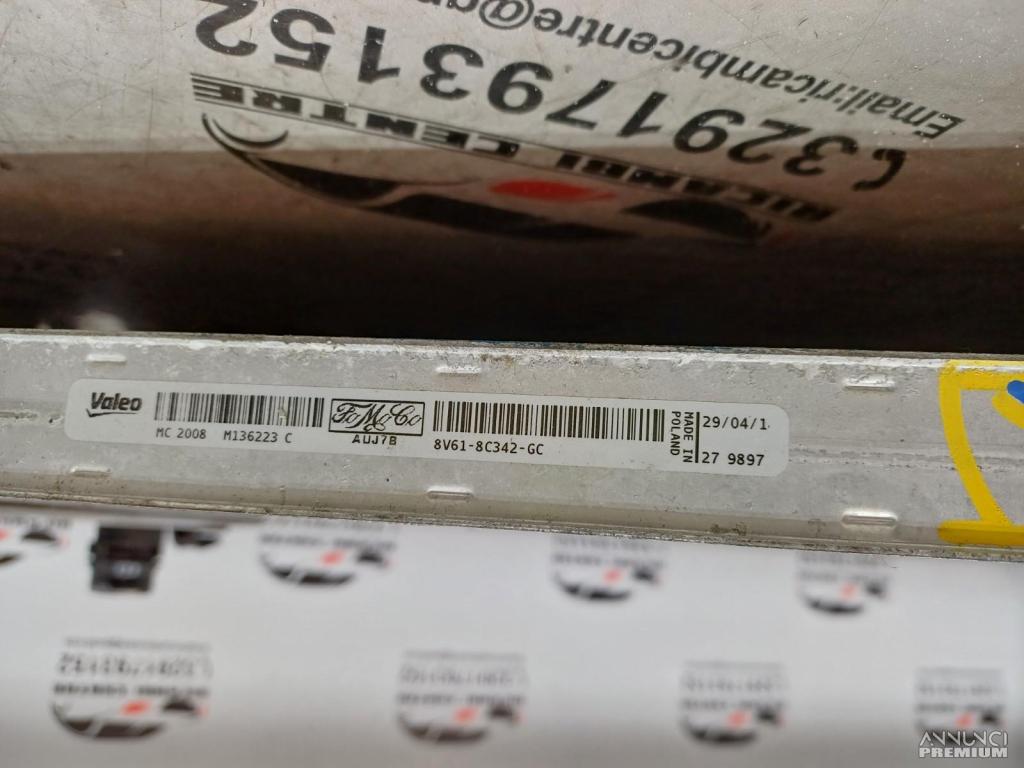 Email:ricambicentre@
3291793152
RICAMBI CENTRE
Valeo
MC 2008 M136223 C
FoMoCo
AUJ7B
8V61-8C342-GC
MADE IN
POLAND
29/04/1
27 9897
ANNUNCI
PREMIUM